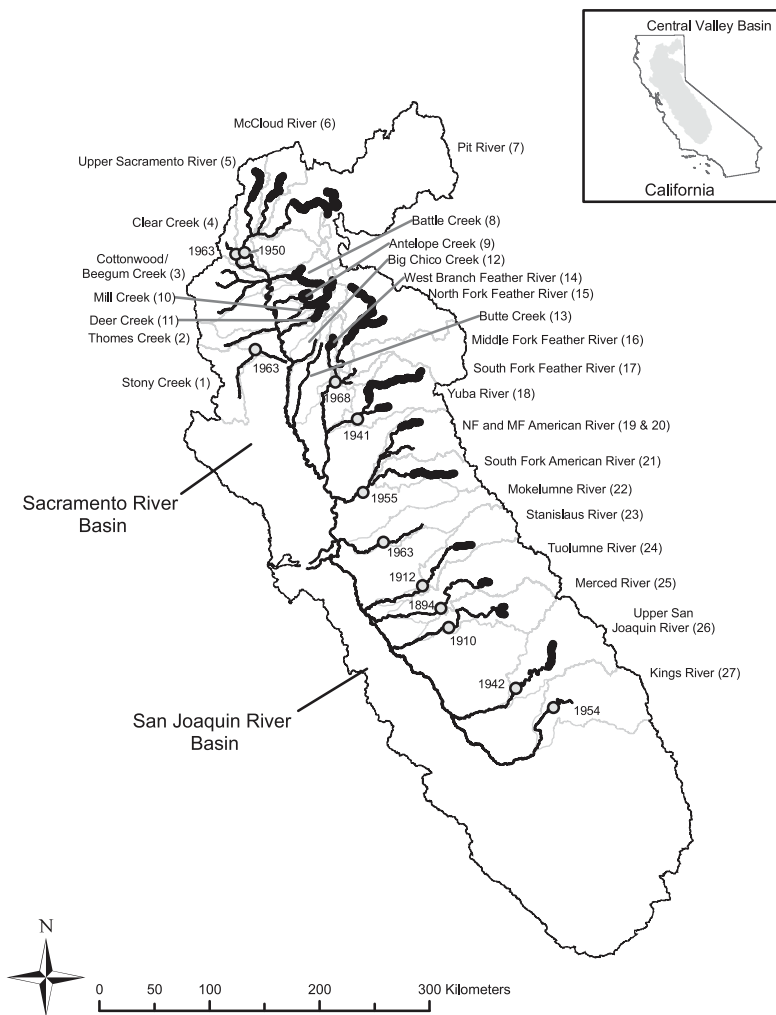 Central Valley Basin
California
McCloud River (6)
Pit River (7)
Upper Sacramento River (5)
Clear Creek (4)
Battle Creek (8)
1963
1950
Antelope Creek (9)
Cottonwood/
Beegum Creek (3)
Big Chico Creek (12)
West Branch Feather River (14)
Mill Creek (10)
North Fork Feather River (15)
Deer Creek (11)
Butte Creek (13)
Thomes Creek (2)
Middle Fork Feather River (16)
1963
South Fork Feather River (17)
Stony Creek (1)
1968
Yuba River (18)
1941
NF and MF American River (19 & 20)
South Fork American River (21)
Sacramento River
Basin
1955
Mokelumne River (22)
Stanislaus River (23)
1963
Tuolumne River (24)
1912
Merced River (25)
1894
Upper San
Joaquin River (26)
1910
Kings River (27)
1942
San Joaquin River
Basin
1954
N
0 50 100 200 300 Kilometers